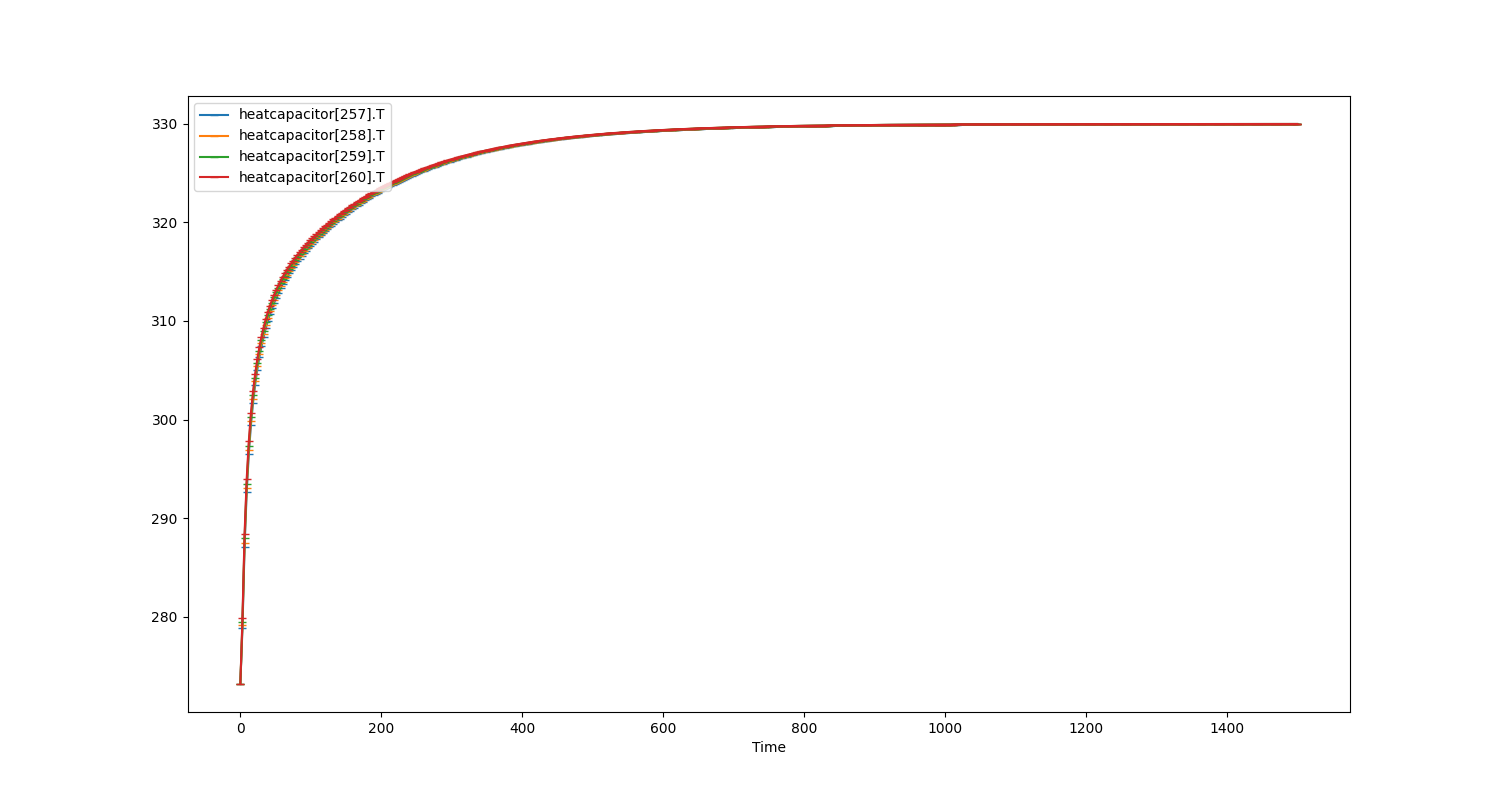 heatcapacitor[257].T
heatcapacitor[258].T
heatcapacitor[259].T
heatcapacitor[260].T
330
320
310
300
290
280
0 200 400 600 800 1000 1200 1400
Time